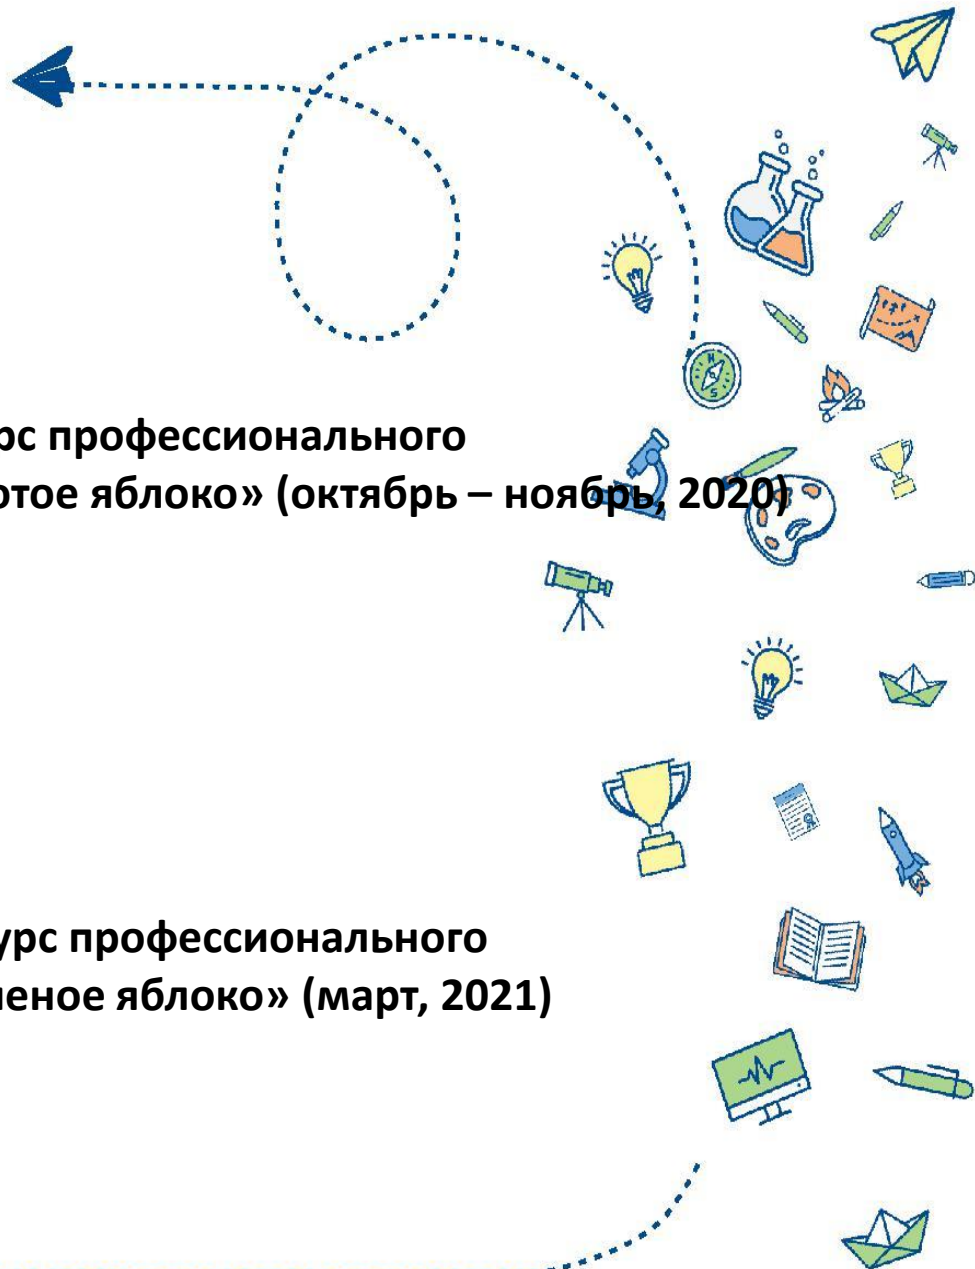 рс профессионального
отое яблоко» (октябрь – ноябрь, 2020)
урс профессионального
леное яблоко» (март, 2021)